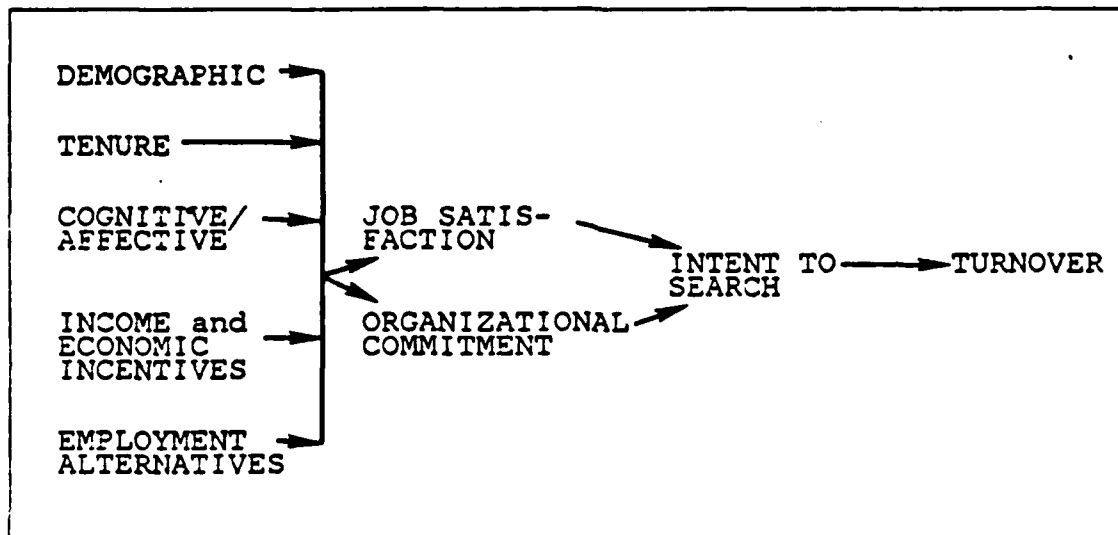 DEMOGRAPHIC
TENURE
COGNITIVE/
AFFECTIVE
INCOME and
ECONOMIC
INCENTIVES
EMPLOYMENT
ALTERNATIVES
JOB SATIS-
FACTION
ORGANIZATIONAL
COMMITMENT
INTENT TO
SEARCH
TURNOVER